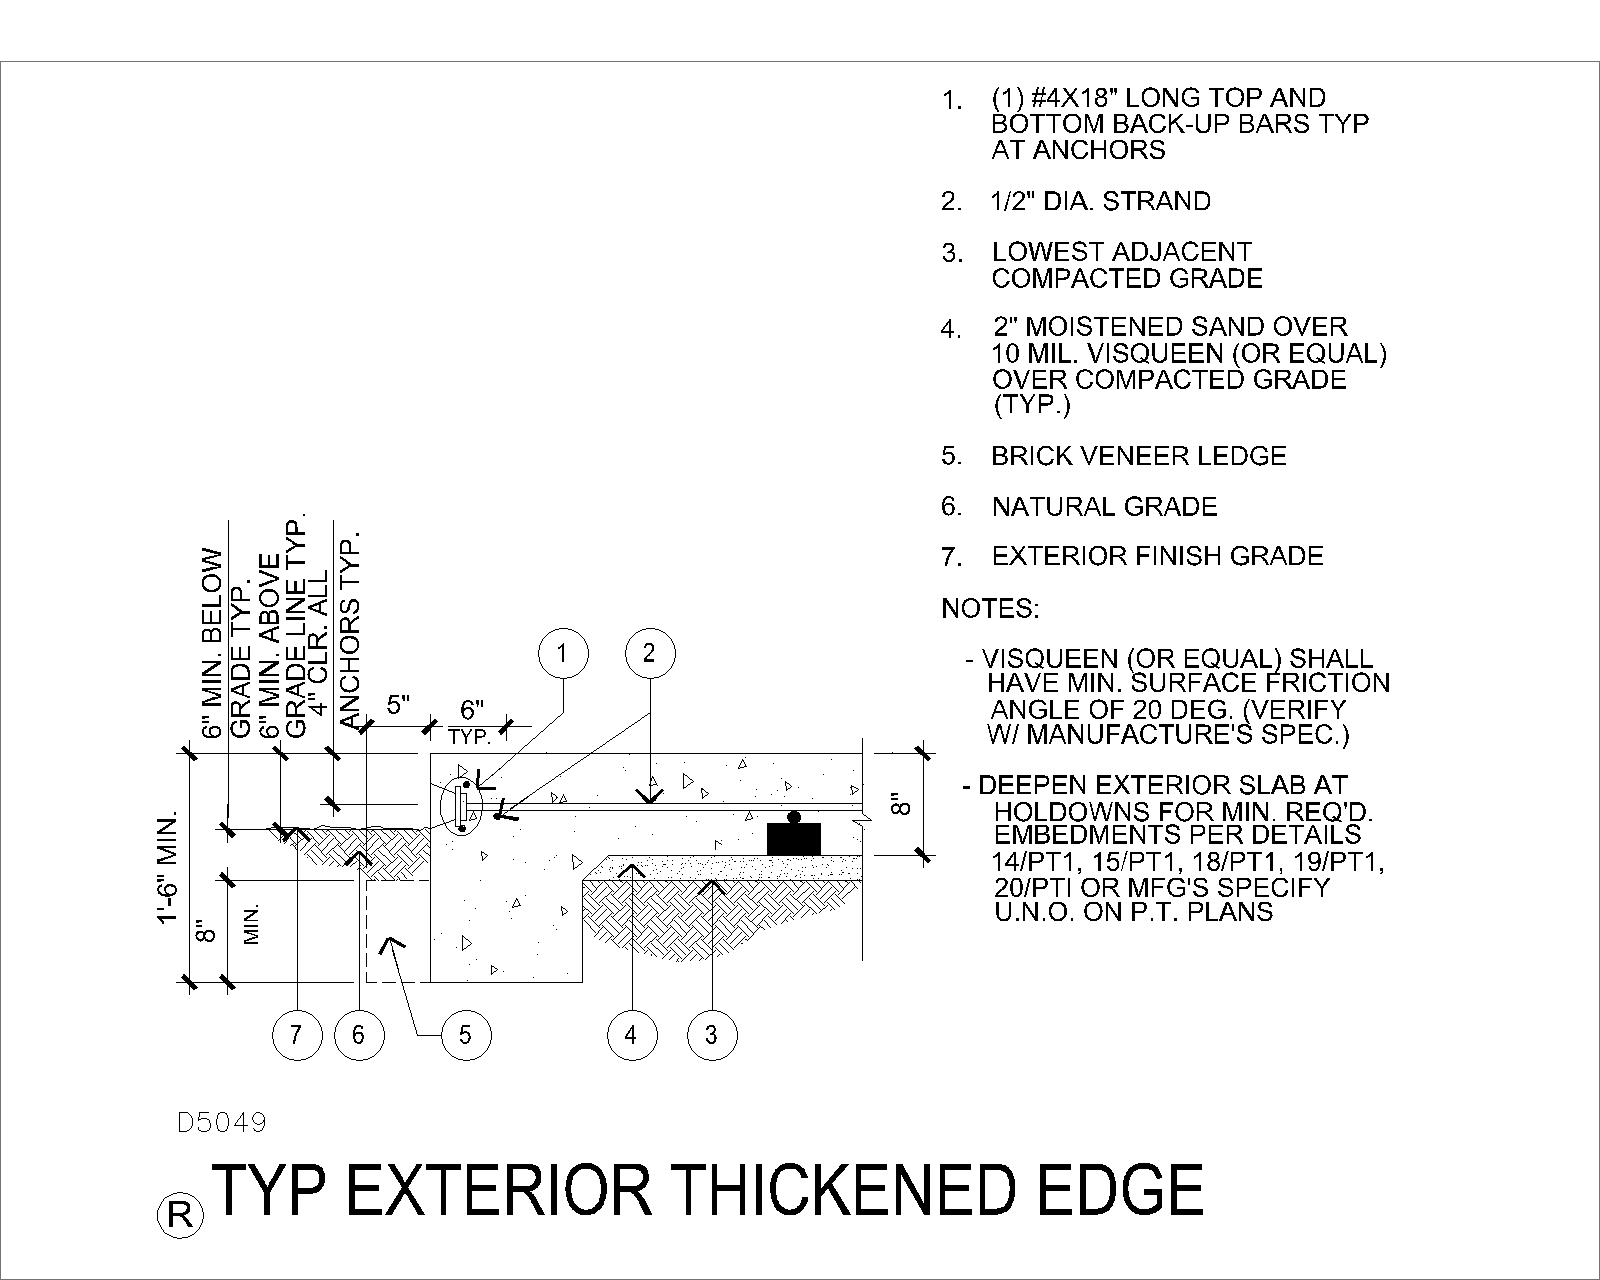 1. (1) #4X18" LONG TOP AND
BOTTOM BACK-UP BARS TYP
AT ANCHORS
2. 1/2" DIA. STRAND
3. LOWEST ADJACENT
COMPACTED GRADE
4. 2" MOISTENED SAND OVER
10 MIL. VISQUEEN (OR EQUAL)
OVER COMPACTED GRADE
(TYP.)
5. BRICK VENEER LEDGE
6. NATURAL GRADE
7. EXTERIOR FINISH GRADE
NOTES:
- VISQUEEN (OR EQUAL) SHALL
HAVE MIN. SURFACE FRICTION
ANGLE OF 20 DEG. (VERIFY
W/ MANUFACTURE'S SPEC.)
- DEEPEN EXTERIOR SLAB AT
HOLDOWNS FOR MIN. REQ'D.
EMBEDMENTS PER DETAILS
14/PT1, 15/PT1, 18/PT1, 19/PT1,
20/PTI OR MFG'S SPECIFY
U.N.O. ON P.T. PLANS
6" MIN. BELOW
GRADE TYP.
6" MIN. ABOVE
GRADE LINE TYP.
4" CLR. ALL
ANCHORS TYP.
1
2
5"
6"
TYP.
8"
1'-6" MIN.
8"
MIN.
7
6
5
4
3
D5049
R
TYP EXTERIOR THICKENED EDGE